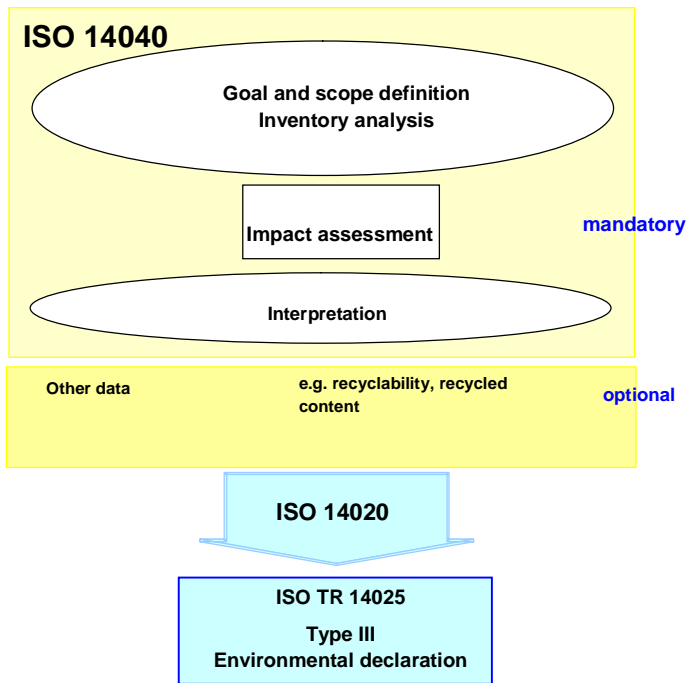 ISO 14040
Goal and scope definition
Inventory analysis
Impact assessment
mandatory
Interpretation
Other data
e.g. recyclability, recycled
content
optional
ISO 14020
ISO TR 14025
Type III
Environmental declaration